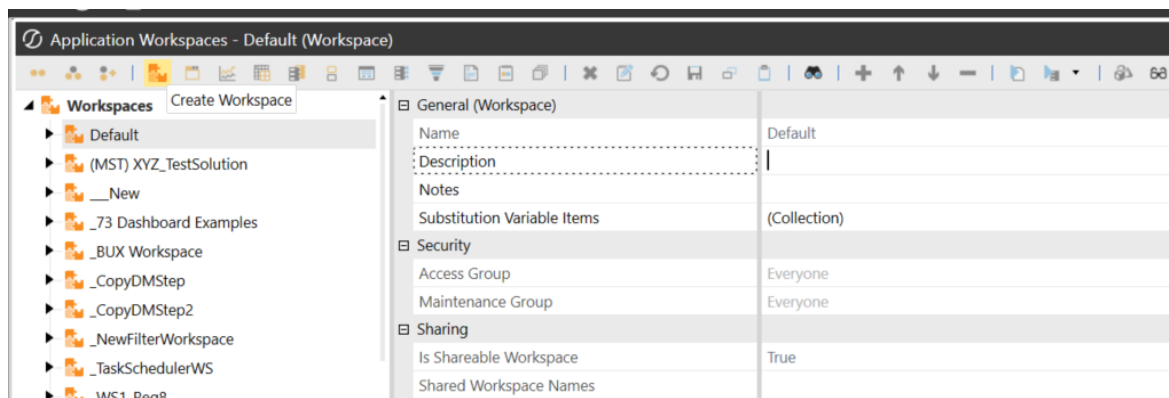 Application Workspaces - Default (Workspace)
Create Workspace
Workspaces
Default
(MST) XYZ_TestSolution
___New
_73 Dashboard Examples
_BUX Workspace
_CopyDMStep
_CopyDMStep2
_NewFilterWorkspace
_TaskSchedulerWS
General (Workspace)
Name Default
Description
Notes
Substitution Variable Items (Collection)
Security
Access Group Everyone
Maintenance Group Everyone
Sharing
Is Shareable Workspace True
Shared Workspace Names